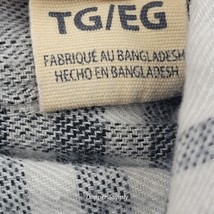 TG/EG
FABRIQUÉ AU BANGLADESH
HECHO EN BANGLADESH